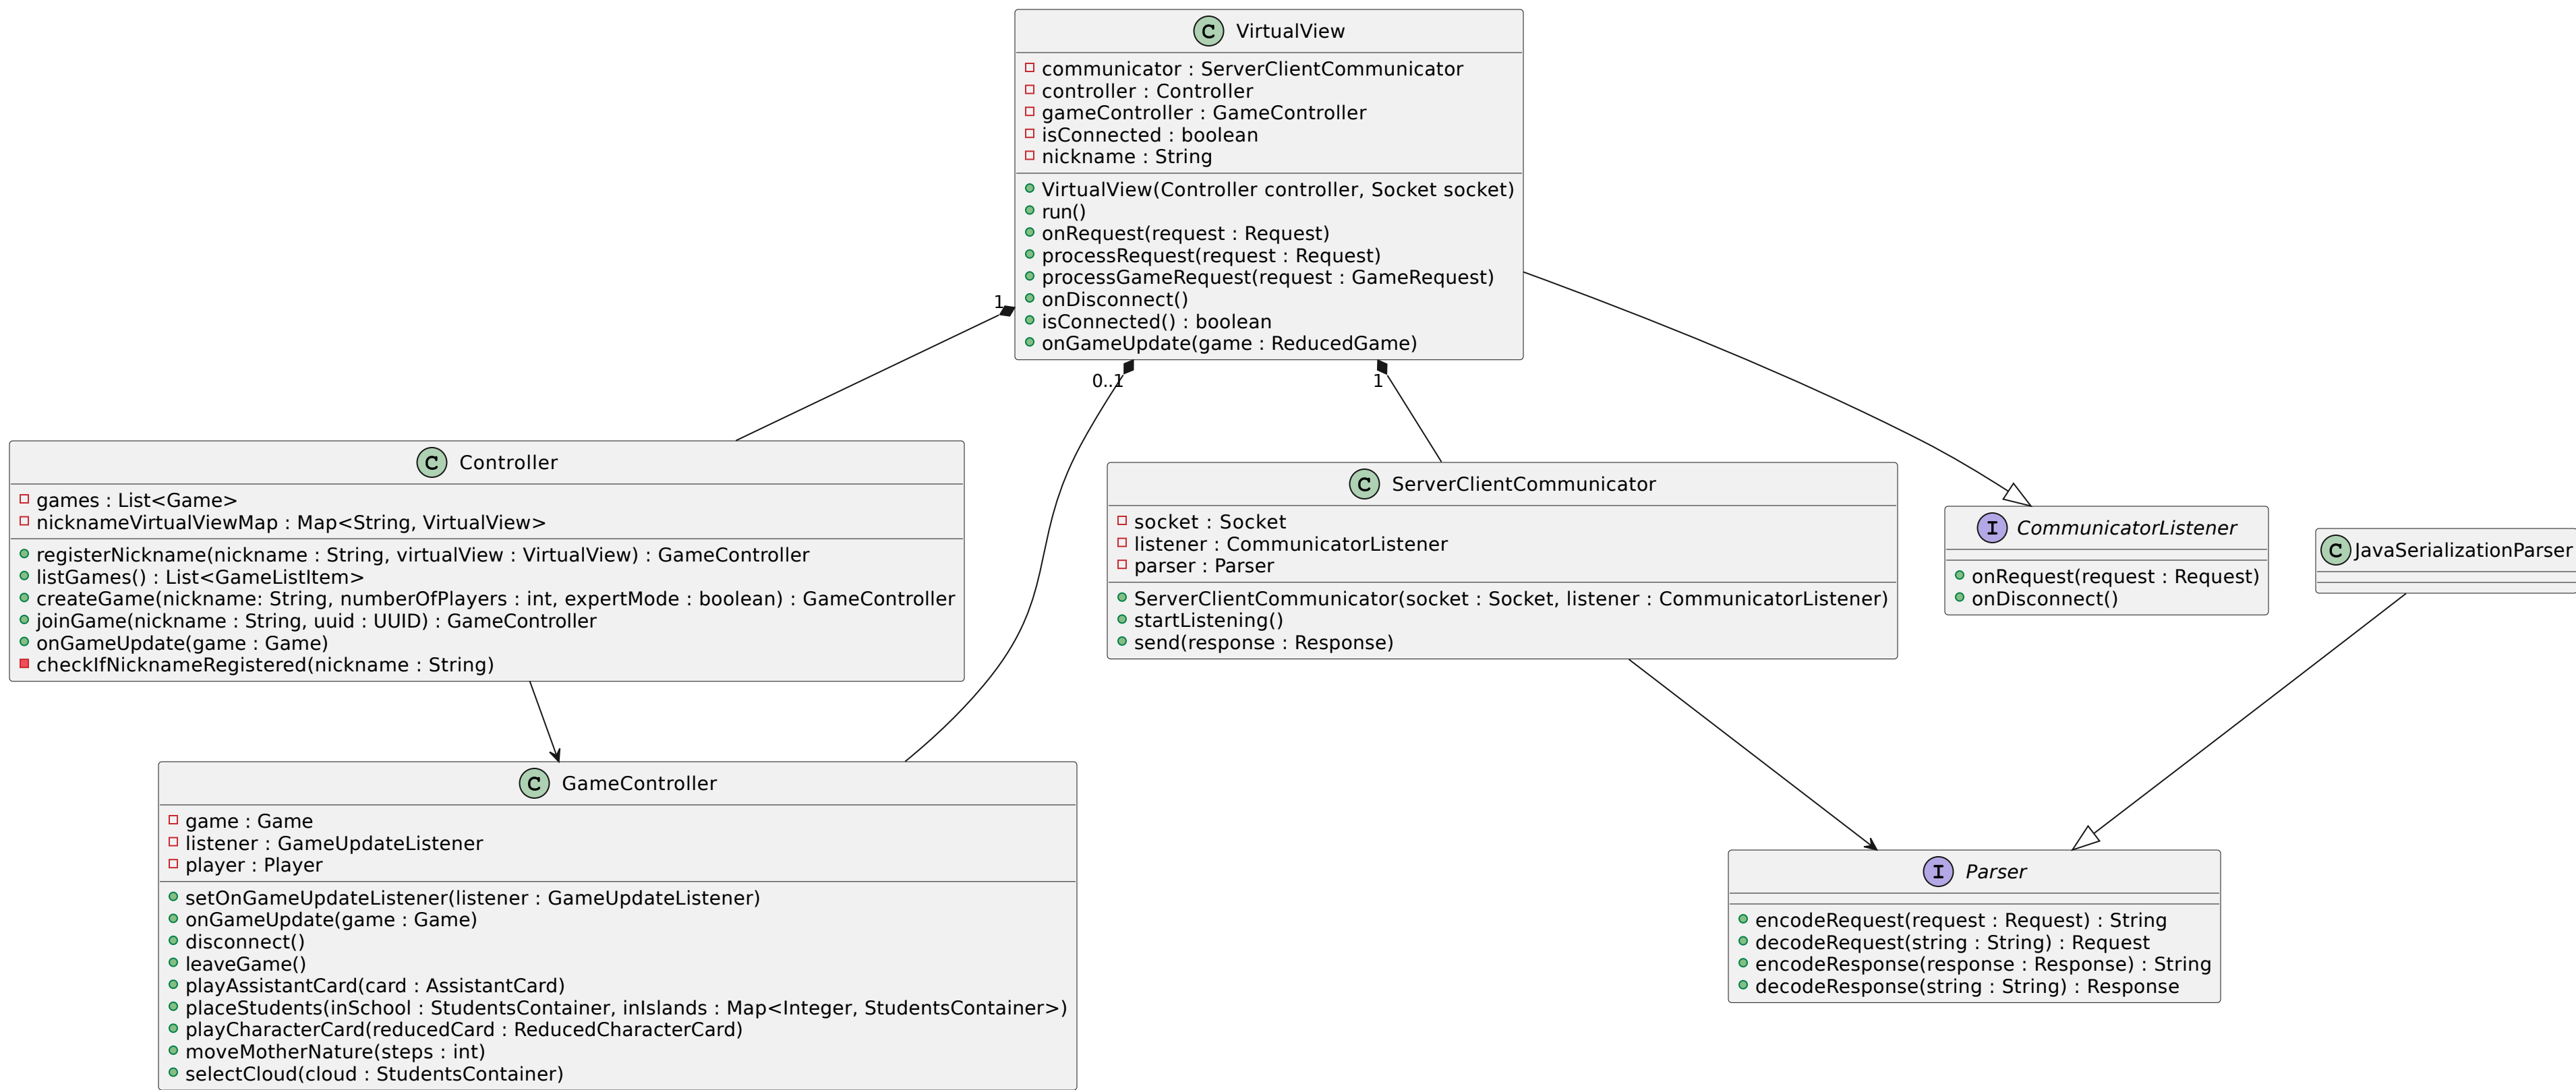 C VirtualView
communicator : ServerClientCommunicator
controller : Controller
gameController : GameController
isConnected : boolean
nickname : String
VirtualView(Controller controller, Socket socket)
run()
onRequest(request : Request)
processRequest(request : Request)
processGameRequest(request : GameRequest)
onDisconnect()
isConnected() : boolean
onGameUpdate(game : ReducedGame)
1
0..1
1
C Controller
games : List<Game>
nicknameVirtualViewMap : Map<String, VirtualView>
registerNickname(nickname : String, virtualView : VirtualView) : GameController
listGames() : List<GameListItem>
createGame(nickname: String, numberOfPlayers : int, expertMode : boolean) : GameController
joinGame(nickname : String, uuid : UUID) : GameController
onGameUpdate(game : Game)
checkIfNicknameRegistered(nickname : String)
C ServerClientCommunicator
socket : Socket
listener : CommunicatorListener
parser : Parser
ServerClientCommunicator(socket : Socket, listener : CommunicatorListener)
startListening()
send(response : Response)
I CommunicatorListener
onRequest(request : Request)
onDisconnect()
C JavaSerializationParser
C GameController
game : Game
listener : GameUpdateListener
player : Player
setOnGameUpdateListener(listener : GameUpdateListener)
onGameUpdate(game : Game)
disconnect()
leaveGame()
playAssistantCard(card : AssistantCard)
placeStudents(inSchool : StudentsContainer, inIslands : Map<Integer, StudentsContainer>)
playCharacterCard(reducedCard : ReducedCharacterCard)
moveMotherNature(steps : int)
selectCloud(cloud : StudentsContainer)
I Parser
encodeRequest(request : Request) : String
decodeRequest(string : String) : Request
encodeResponse(response : Response) : String
decodeResponse(string : String) : Response